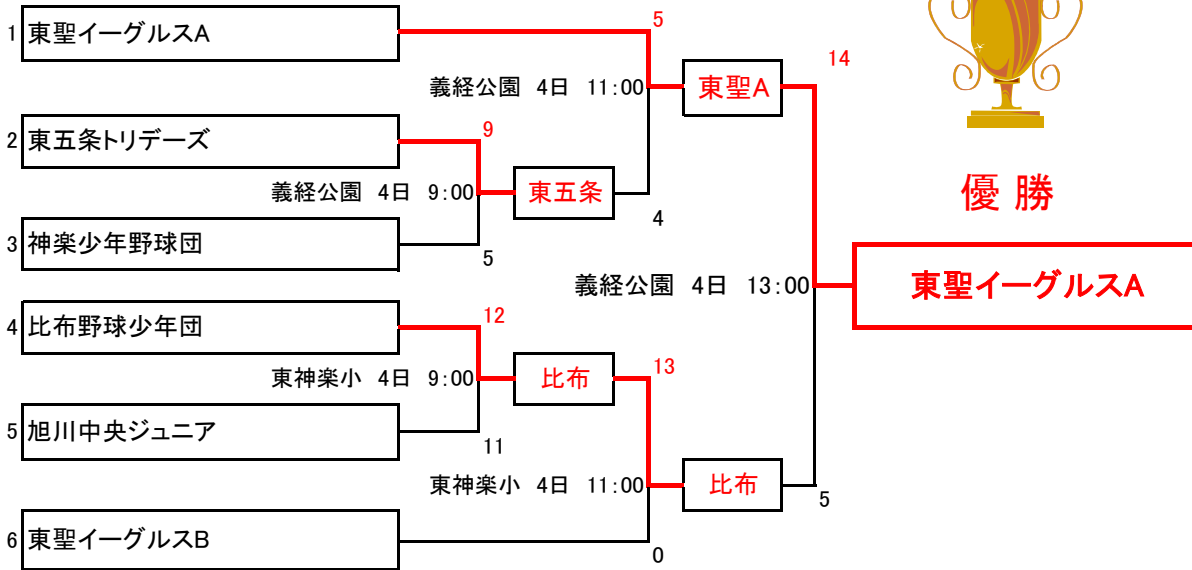 5
1 東聖イーグルスA
14
義経公園 4日 11:00
東聖A
2 東五条トリデーズ
9
優 勝
義経公園 4日 9:00
東五条
4
3 神楽少年野球団
5
義経公園 4日 13:00
東聖イーグルスA
4 比布野球少年団
12
東神楽小 4日 9:00
比布
13
5 旭川中央ジュニア
11
東神楽小 4日 11:00
比布
5
6 東聖イーグルスB
0